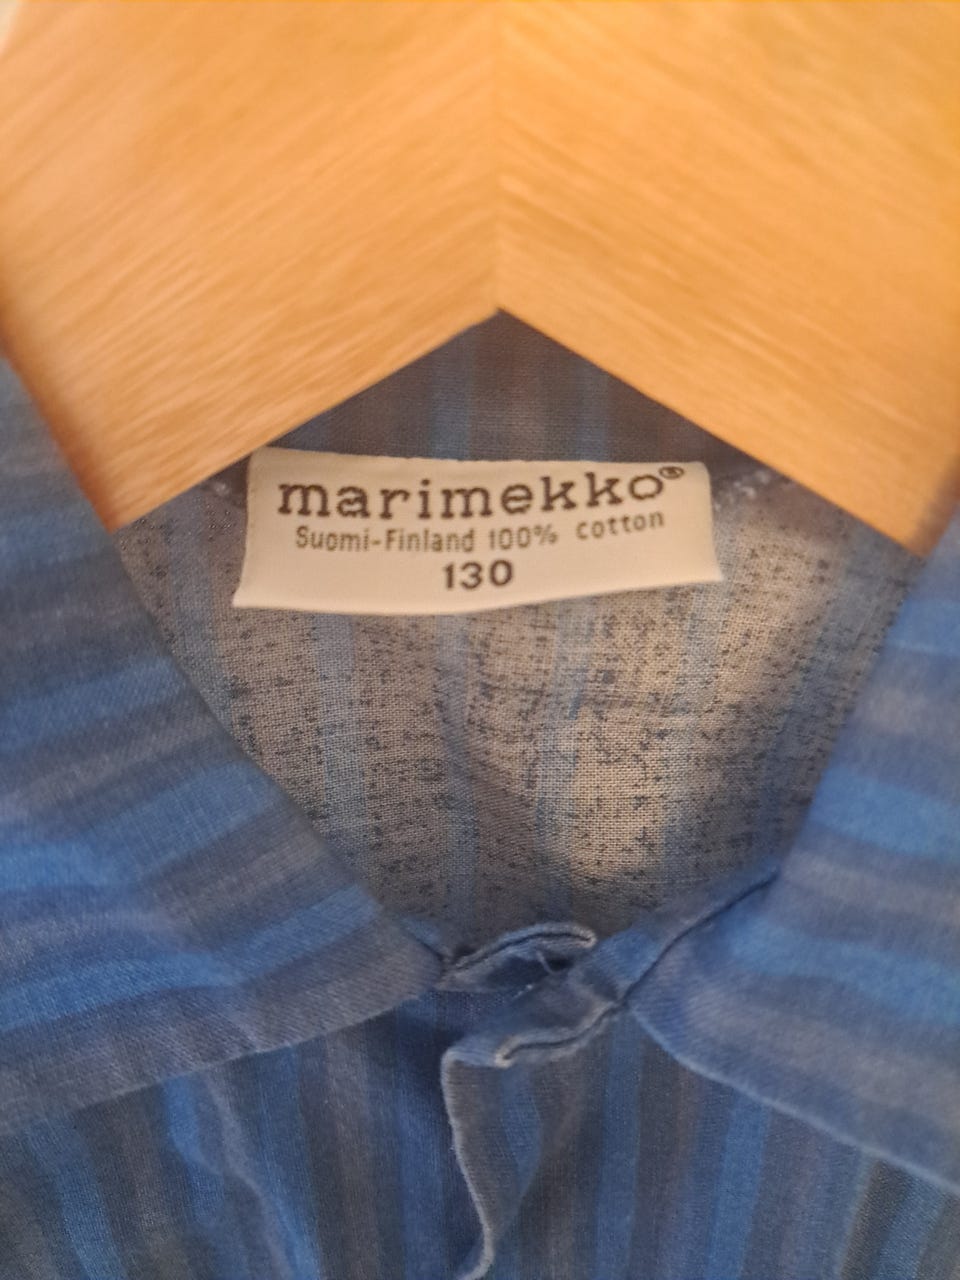 marimekko®
Suomi-Finland 100% cotton
130